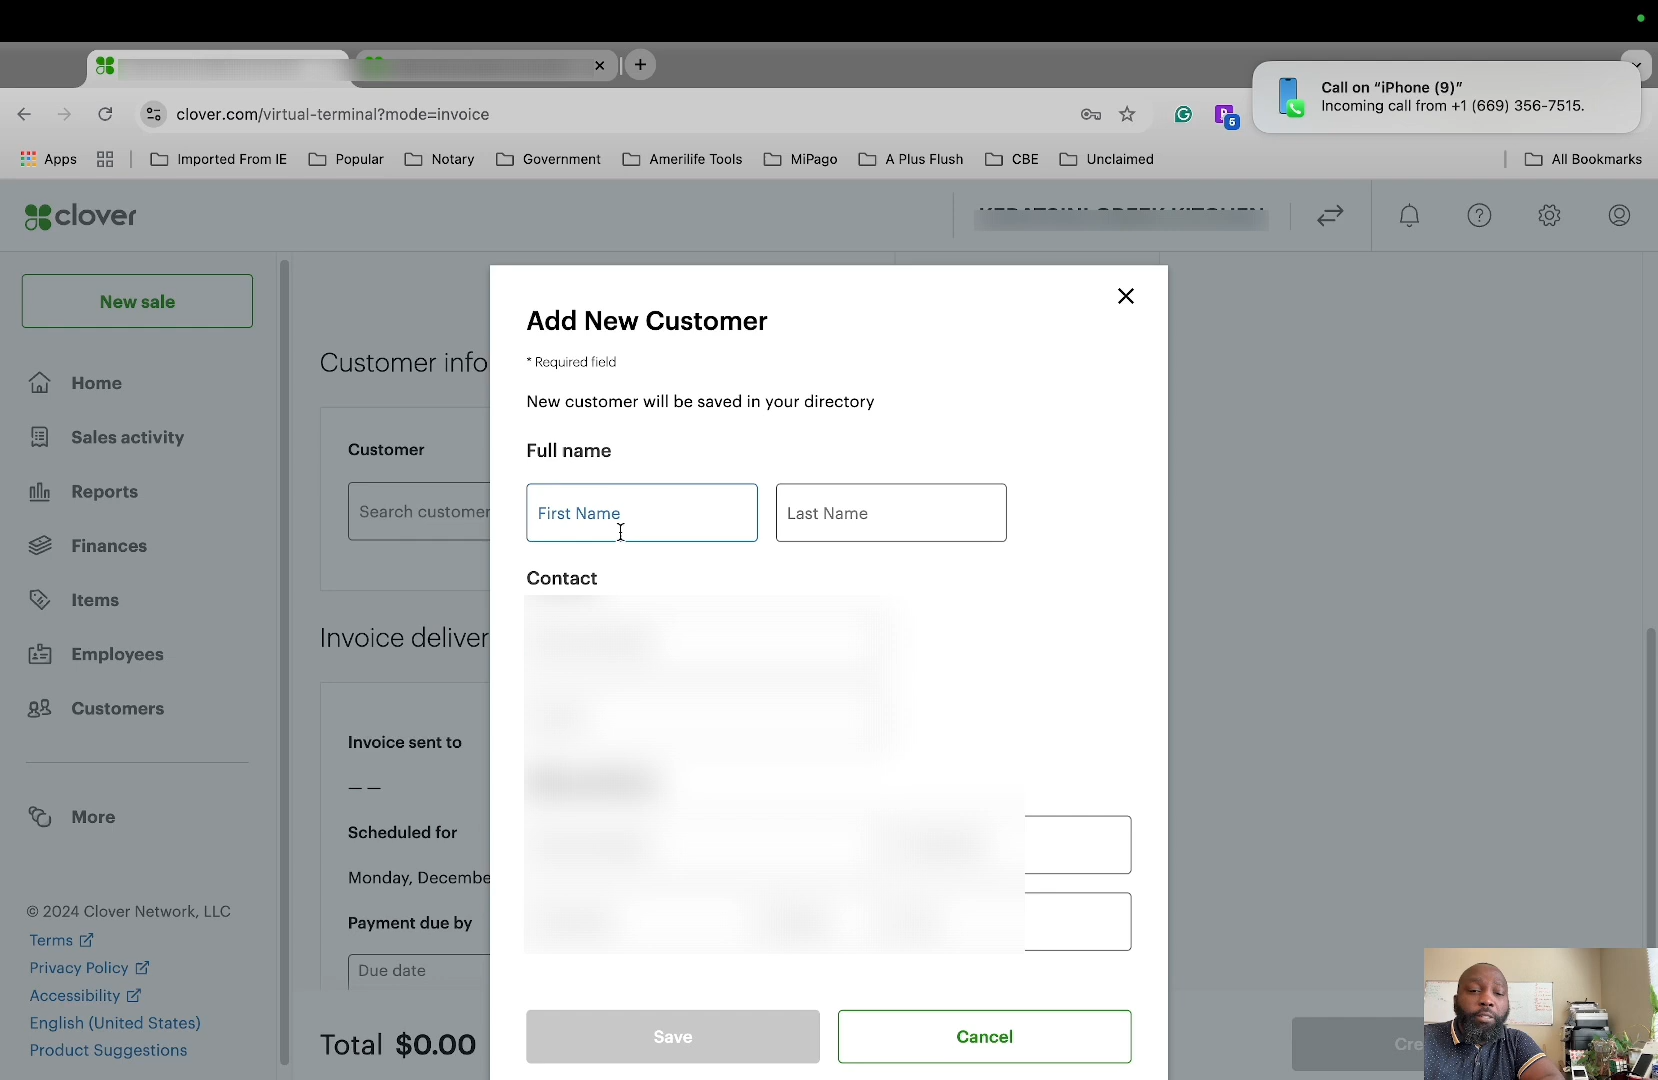 Call on “iPhone (9)”
Incoming call from +1 (669) 356-7515.
clover.com/virtual-terminal?mode=invoice
6
Apps
Imported From IE
Popular
Notary
Government
Amerilife Tools
MiPago
A Plus Flush
CBE
Unclaimed
All Bookmarks
clover
New sale
Home
Sales activity
Reports
Finances
Items
Employees
Customers
More
© 2024 Clover Network, LLC
Terms
Privacy Policy
Accessibility
English (United States)
Product Suggestions
Customer info
Customer
Search customer
Invoice deliver
Invoice sent to
— —
Scheduled for
Monday, Decembe
Payment due by
Due date
Total $0.00
Add New Customer
* Required field
New customer will be saved in your directory
Full name
First Name
Last Name
Contact
Save
Cancel
Cre